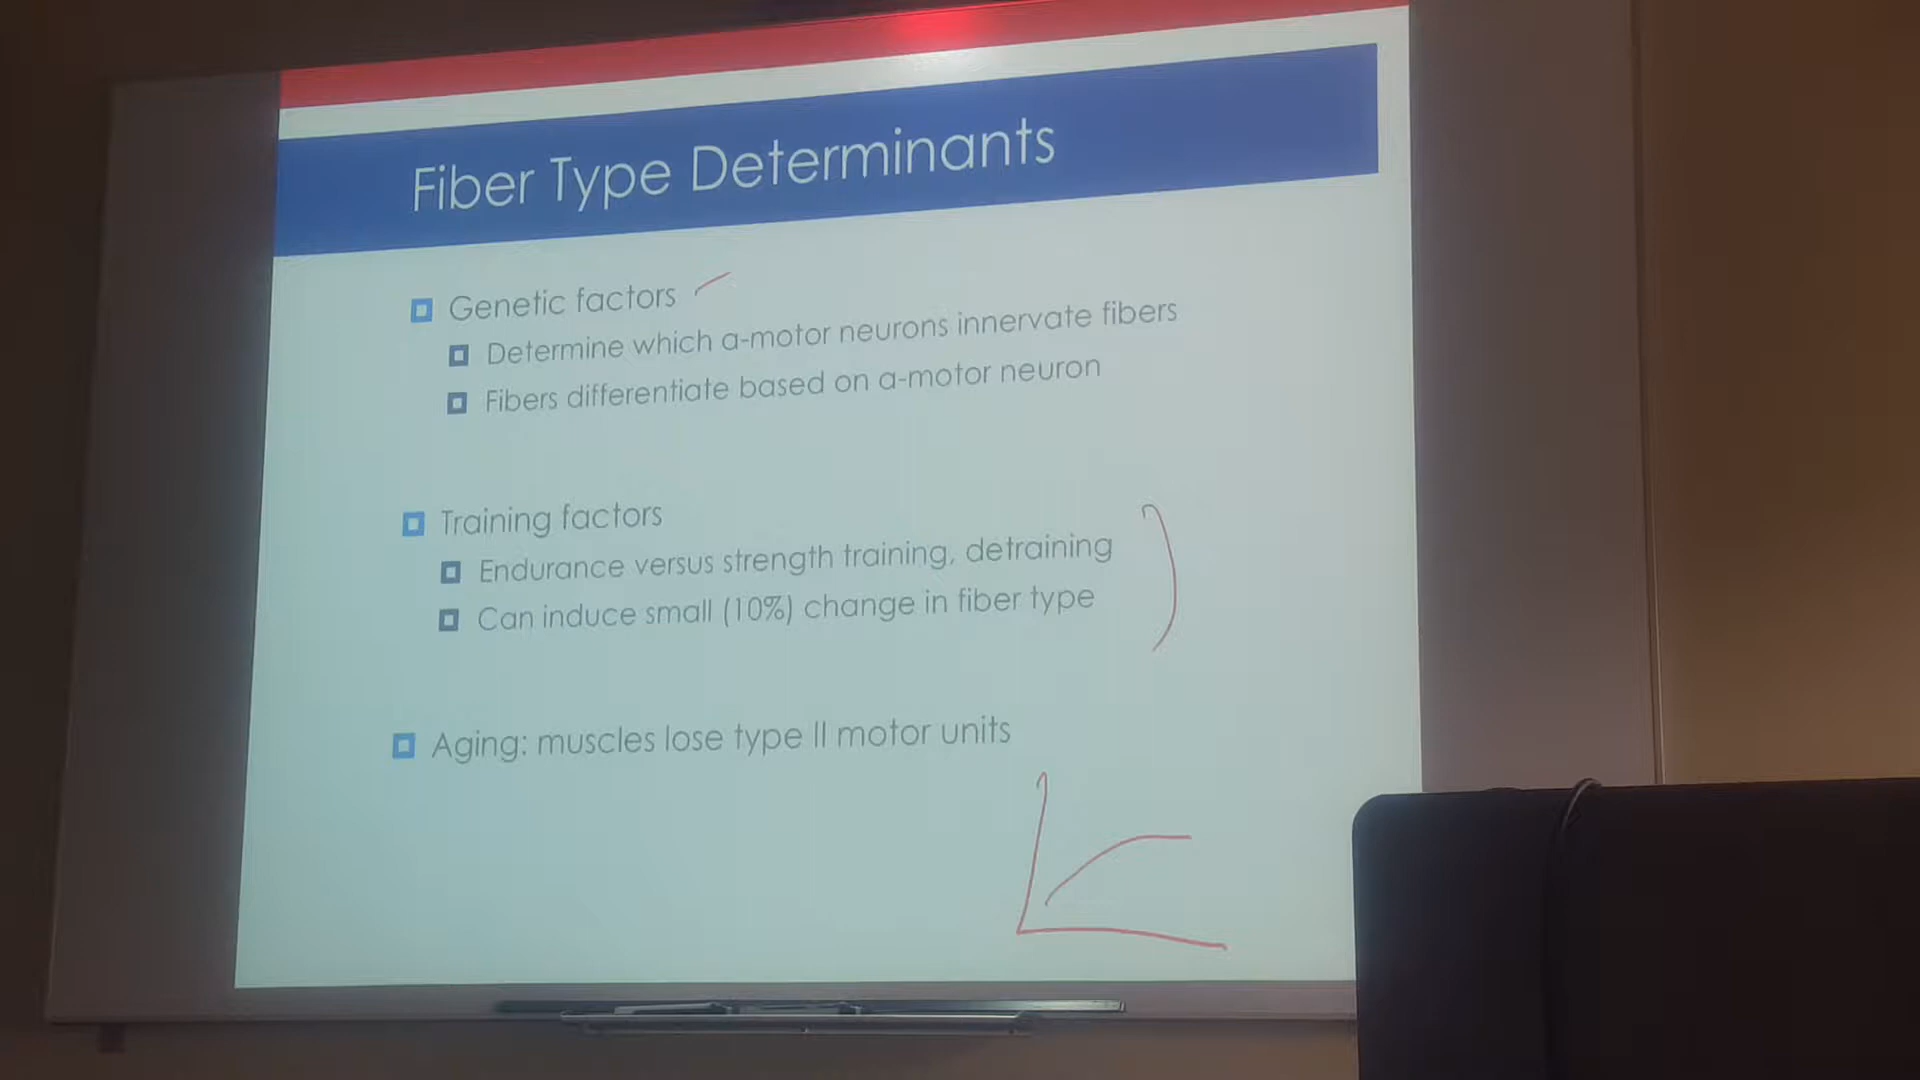 Fiber Type Determinants
Genetic factors
Determine which a-motor neurons innervate fibers
Fibers differentiate based on a-motor neuron
Training factors
Endurance versus strength training, detraining
Can induce small (10%) change in fiber type
Aging: muscles lose type II motor units